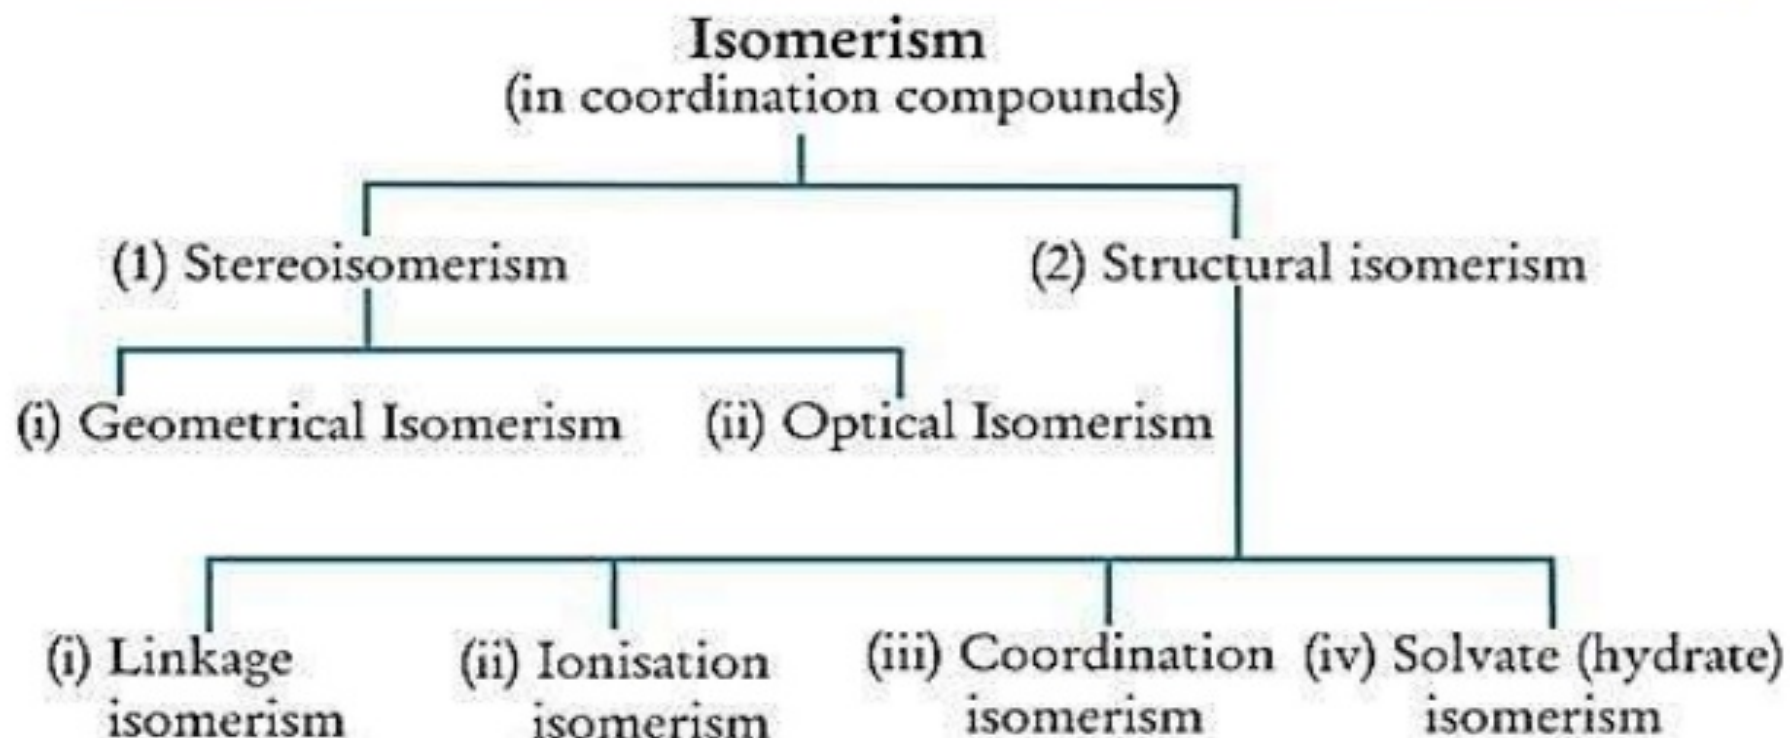 Isomerism
(in coordination compounds)
(1) Stereoisomerism
(2) Structural isomerism
(i) Geometrical Isomerism
(ii) Optical Isomerism
(i) Linkage
isomerism
(ii) Ionisation
isomerism
(iii) Coordination
isomerism
(iv) Solvate (hydrate)
isomerism